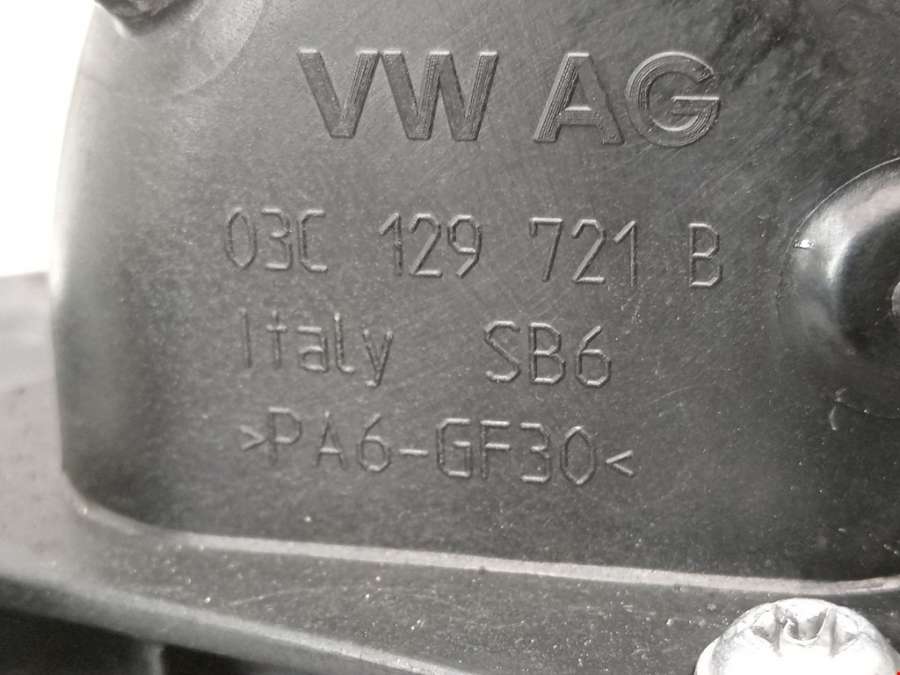 VW AG
03C 129 721 B
Italy SB6
>PA6-GF30<